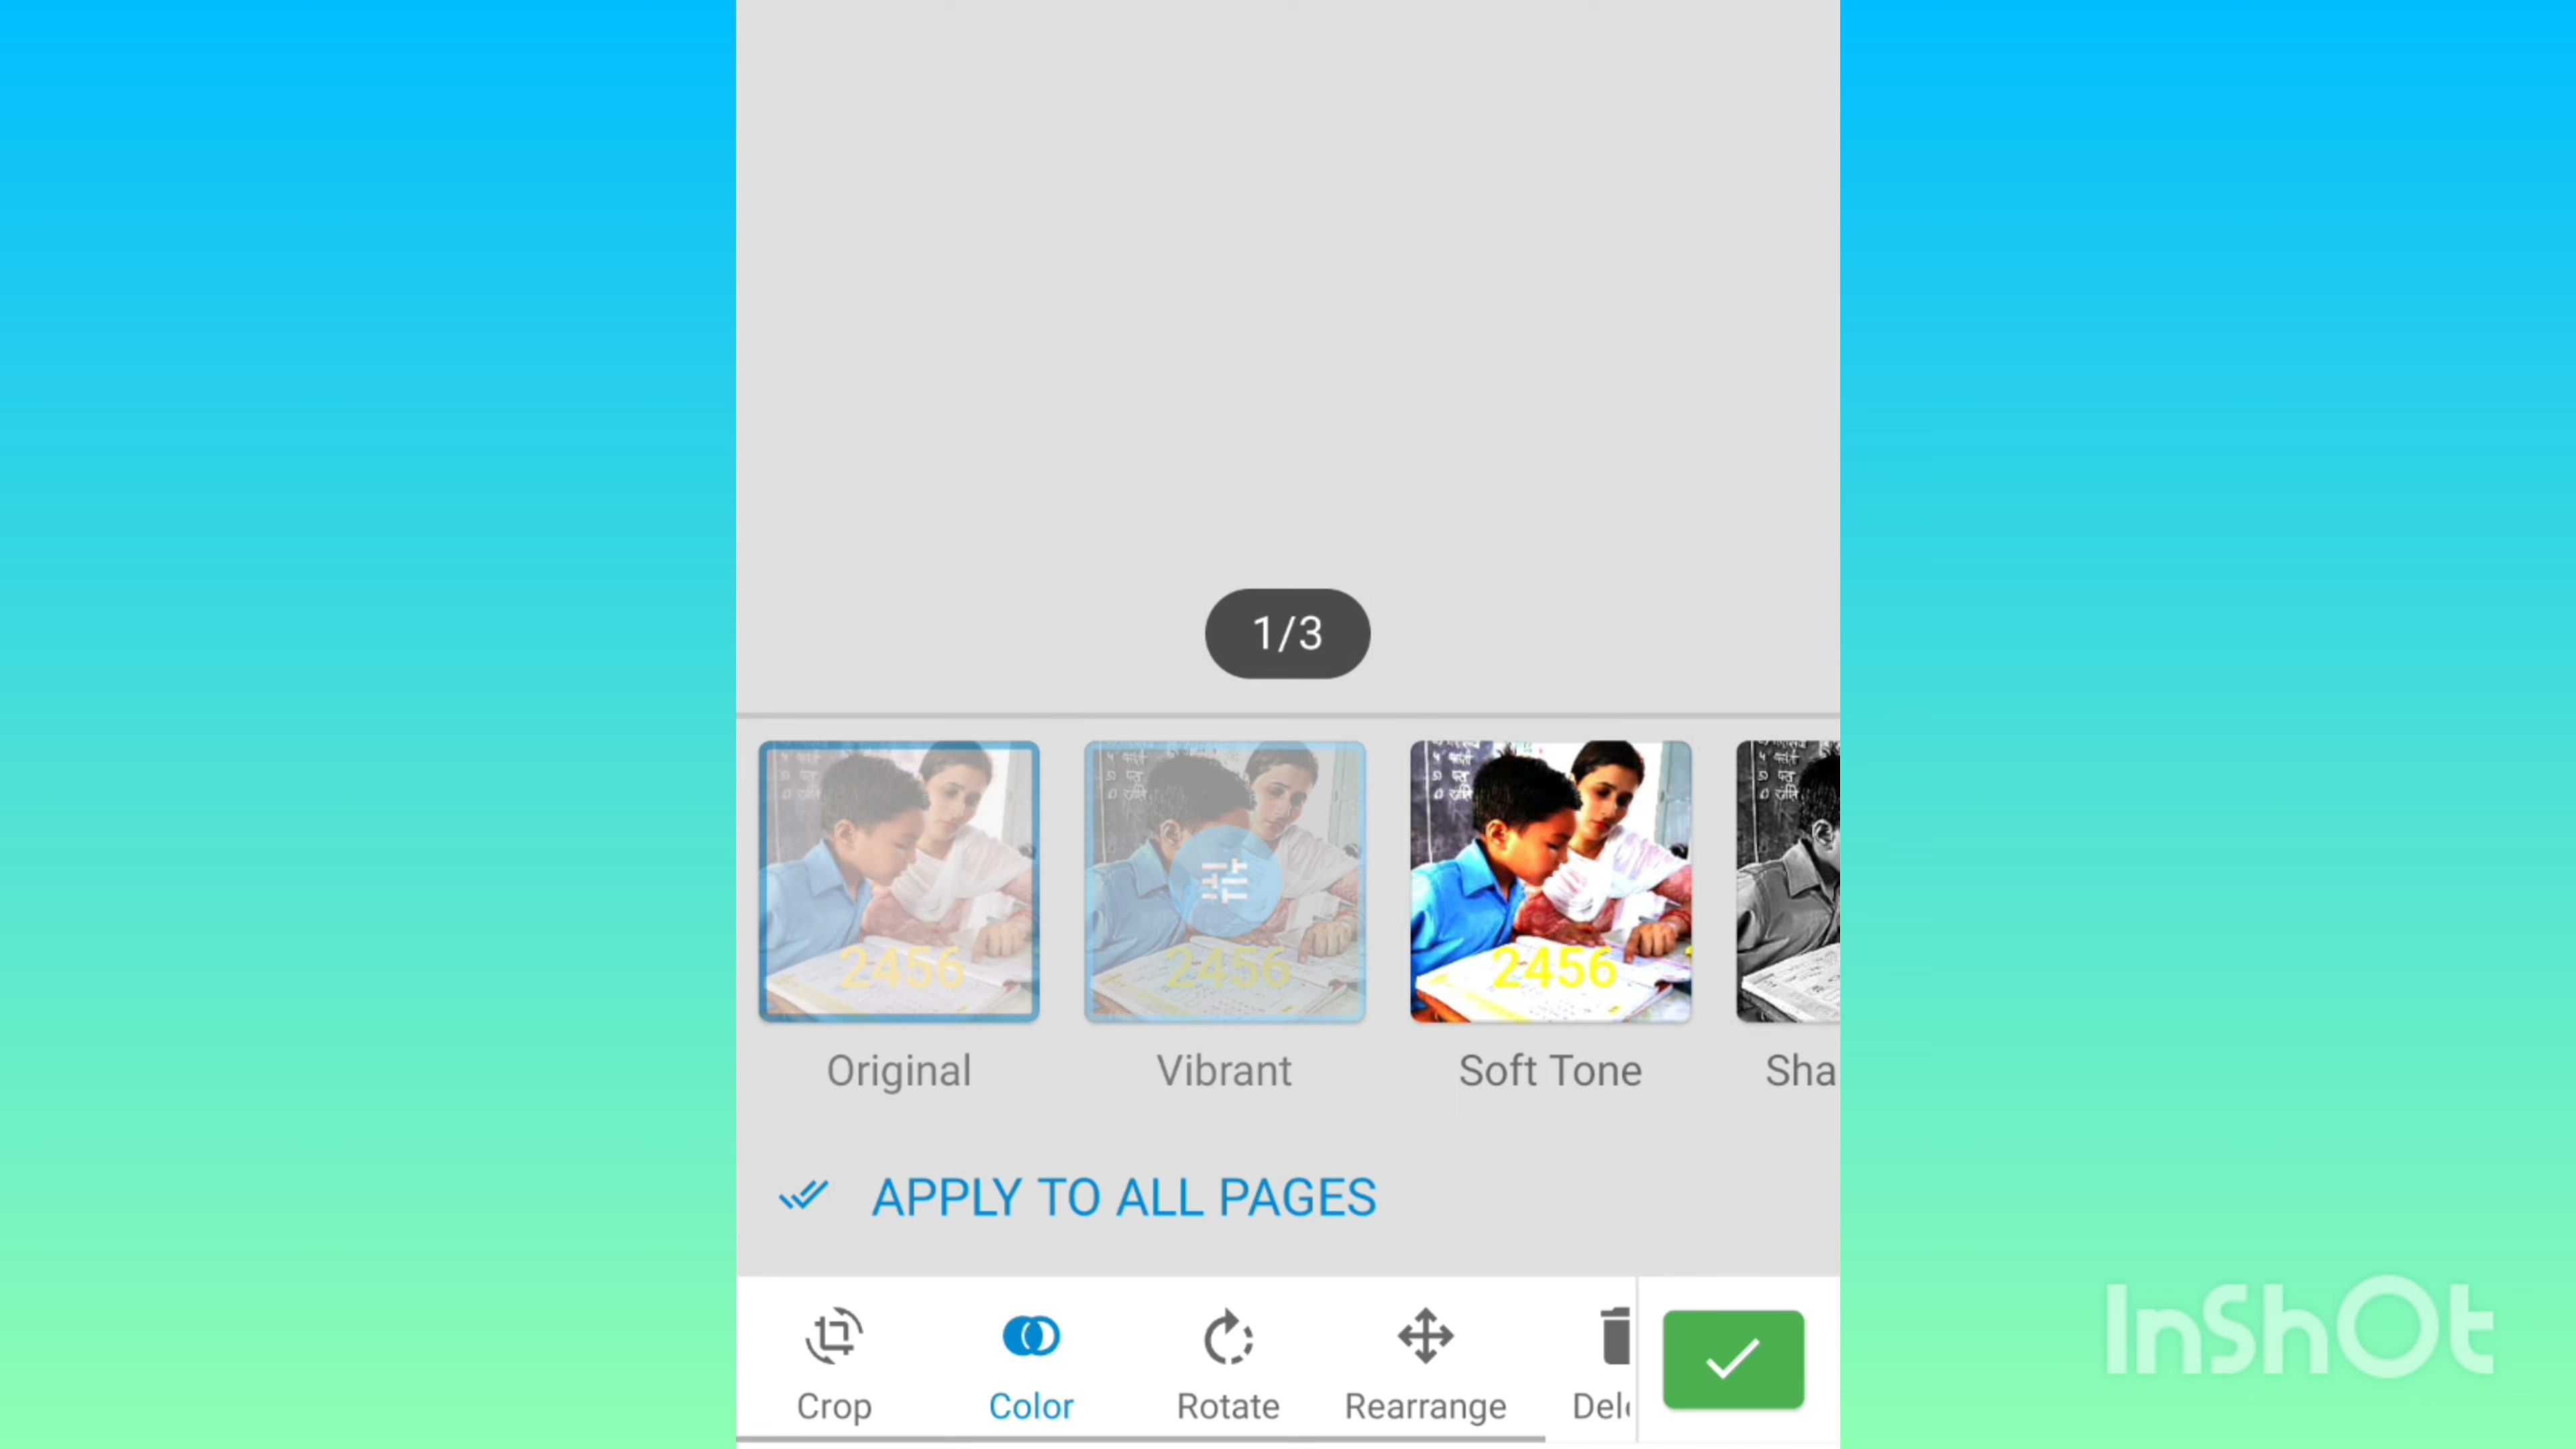 1/3
2456
2456
2456
Original
Vibrant
Soft Tone
Sha
APPLY TO ALL PAGES
Crop
Color
Rotate
Rearrange
Del
InShOt